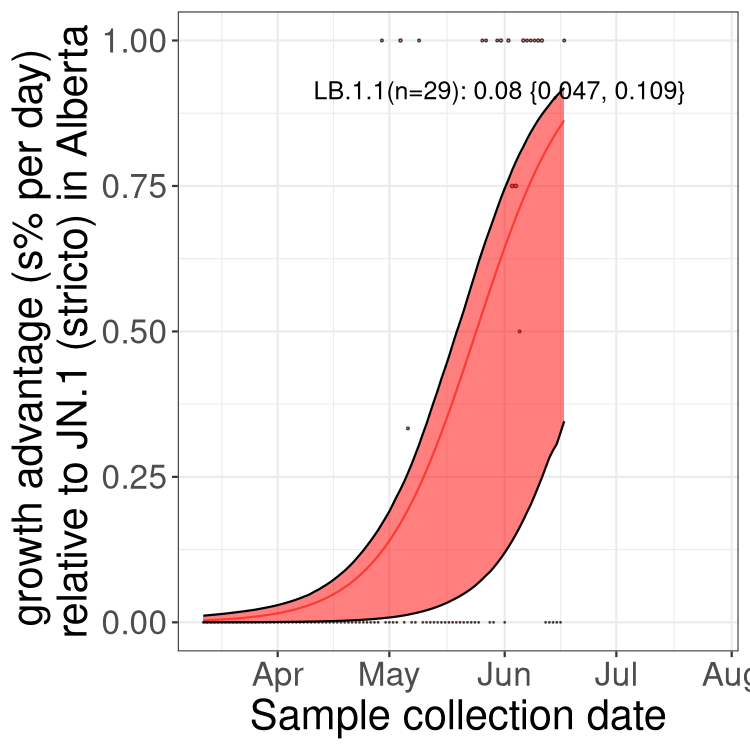 growth advantage (s% per day)
relative to JN.1 (stricto) in Alberta
1.00
0.75
0.50
0.25
0.00
LB.1.1(n=29): 0.08 {0.047, 0.109}
Apr May Jun Jul Aug
Sample collection date